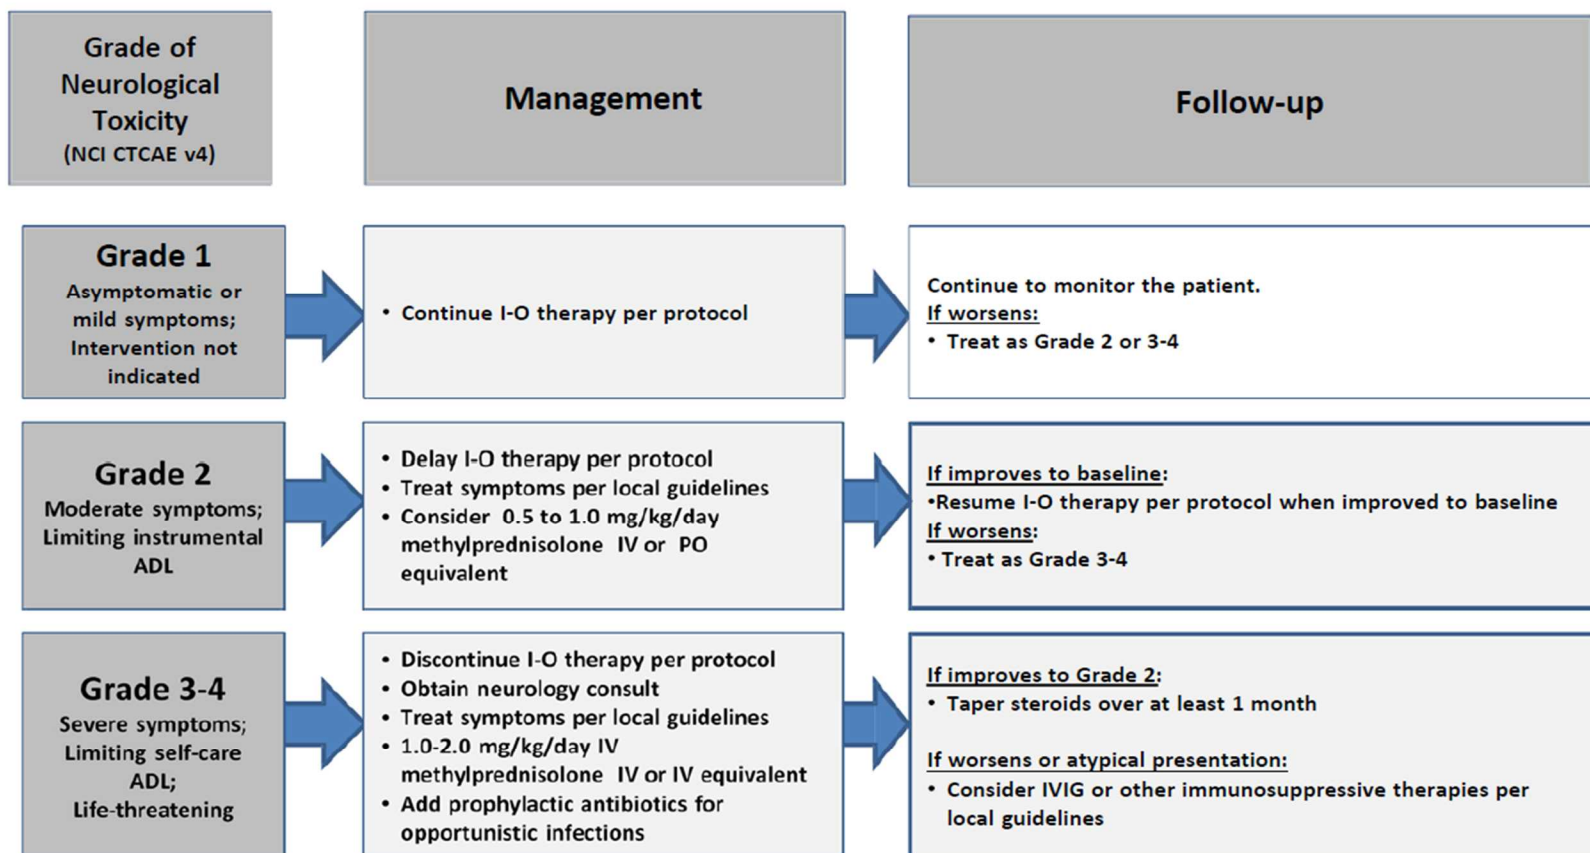 Grade of
Neurological
Toxicity
(NCI CTCAE v4)
Management
Follow-up
Grade 1
Asymptomatic or
mild symptoms;
Intervention not
indicated
• Continue I-O therapy per protocol
Continue to monitor the patient.
If worsens:
• Treat as Grade 2 or 3-4
Grade 2
Moderate symptoms;
Limiting instrumental
ADL
• Delay I-O therapy per protocol
• Treat symptoms per local guidelines
• Consider 0.5 to 1.0 mg/kg/day
methylprednisolone IV or PO
equivalent
If improves to baseline:
•Resume I-O therapy per protocol when improved to baseline
If worsens:
• Treat as Grade 3-4
Grade 3-4
Severe symptoms;
Limiting self-care
ADL;
Life-threatening
• Discontinue I-O therapy per protocol
• Obtain neurology consult
• Treat symptoms per local guidelines
• 1.0-2.0 mg/kg/day IV
methylprednisolone IV or IV equivalent
• Add prophylactic antibiotics for
opportunistic infections
If improves to Grade 2:
• Taper steroids over at least 1 month
If worsens or atypical presentation:
• Consider IVIG or other immunosuppressive therapies per
local guidelines